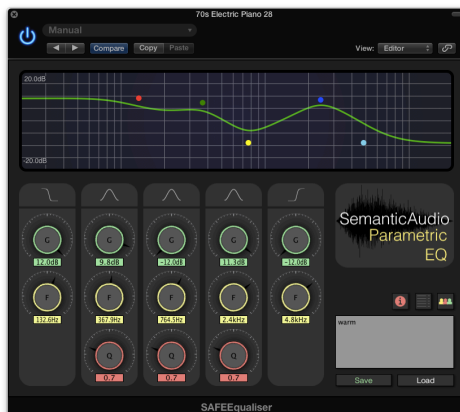 70s Electric Piano 28
Manual
Compare Copy Paste View: Editor
20.0dB
-20.0dB
G G G G G
12.0dB 9.8dB -12.0dB 11.3dB -12.0dB
F F F F F
132.6Hz 367.9Hz 764.5Hz 2.4kHz 4.8kHz
Q Q Q
0.7 0.7 0.7
SemanticAudio
Parametric
EQ
warm
Save Load
SAFEEqualiser